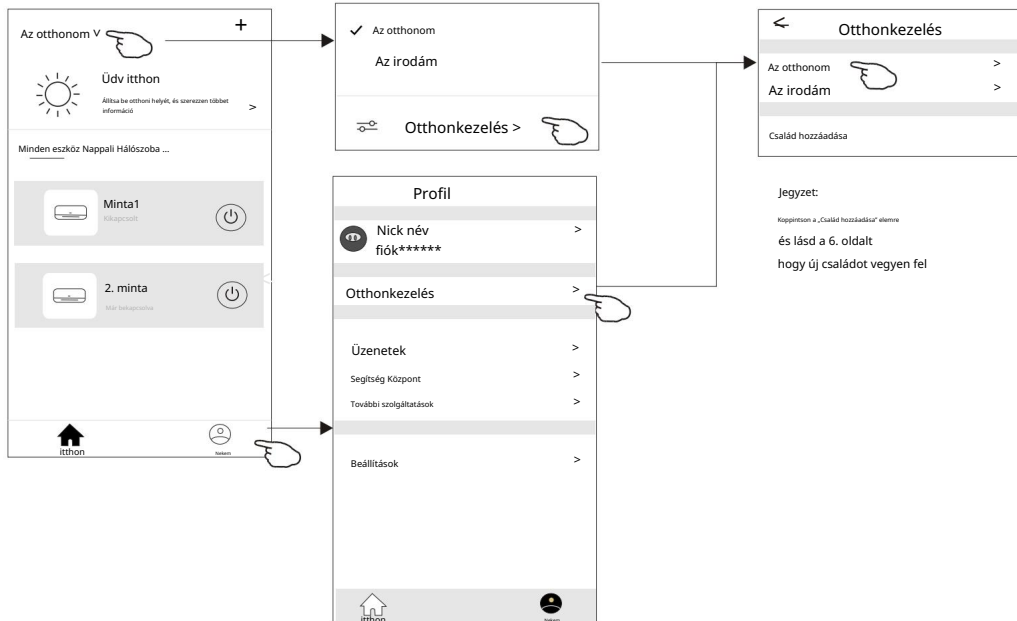 Az otthonom ˅
+
Üdv itthon
Állítsa be otthoni helyét, és szerezzen többet
információ
>
Minden eszköz Nappali Hálószoba ...
Minta1
Kikapcsolt
2. minta
Már bekapcsolva
itthon
Nekem
✓ Az otthonom
Az irodám
Otthonkezelés >
Profil
Nick név >
fiók******
Otthonkezelés >
Üzenetek >
Segítség Központ >
További szolgáltatások >
Beállítások >
itthon
Nekem
Otthonkezelés
Az otthonom >
Az irodám >
Család hozzáadása
Jegyzet:
Koppintson a „Család hozzáadása” elemre
és lásd a 6. oldalt
hogy új családot vegyen fel